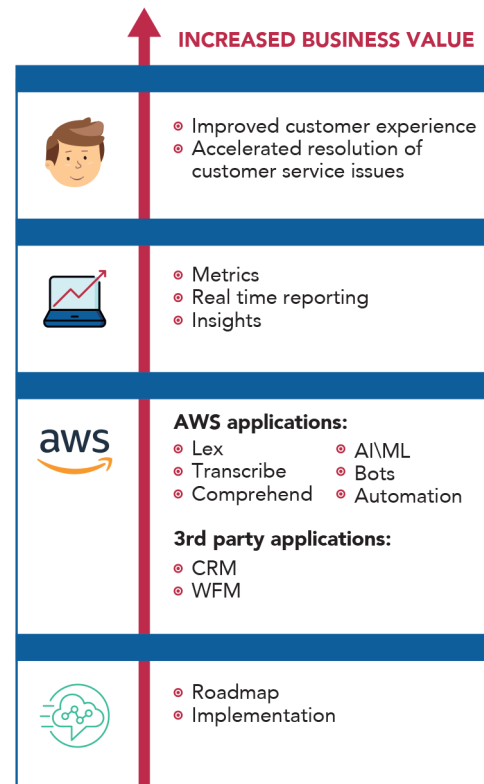 INCREASED BUSINESS VALUE
Improved customer experience
Accelerated resolution of
customer service issues
Metrics
Real time reporting
Insights
aws
AWS applications:
Lex
Transcribe
Comprehend
AI\ML
Bots
Automation
3rd party applications:
CRM
WFM
Roadmap
Implementation